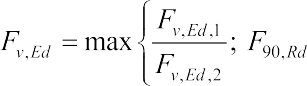 F_{v,Ed} = max { F_{v,Ed,1} / F_{v,Ed,2} ; F_{90,Rd}